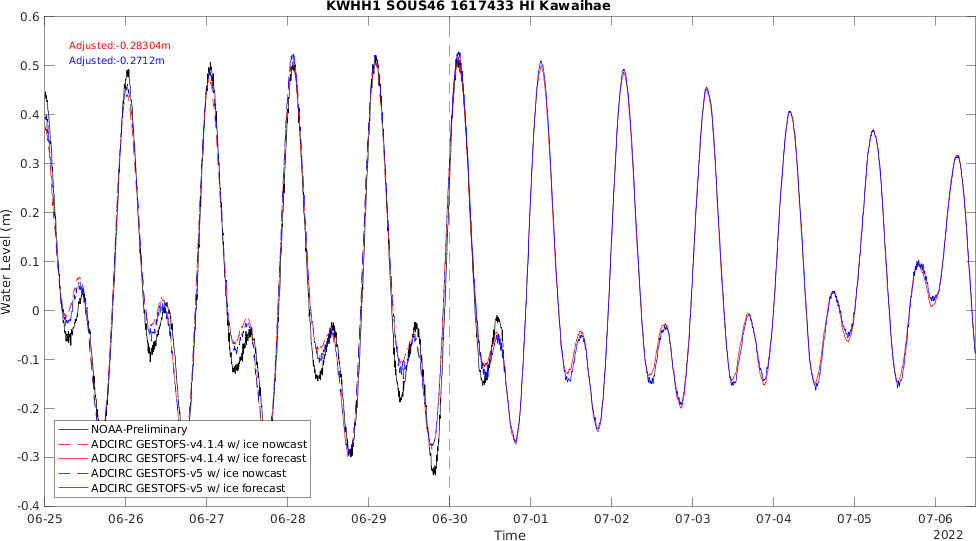 KWHH1 SOUS46 1617433 HI Kawaihae
0.6
0.5
0.4
0.3
0.2
0.1
0
-0.1
-0.2
-0.3
-0.4
Water Level (m)
Adjusted:-0.28304m
Adjusted:-0.2712m
NOAA-Preliminary
ADCIRC GESTOFS-v4.1.4 w/ ice nowcast
ADCIRC GESTOFS-v4.1.4 w/ ice forecast
ADCIRC GESTOFS-v5 w/ ice nowcast
ADCIRC GESTOFS-v5 w/ ice forecast
06-25 06-26 06-27 06-28 06-29 06-30 07-01 07-02 07-03 07-04 07-05 07-06
Time
2022